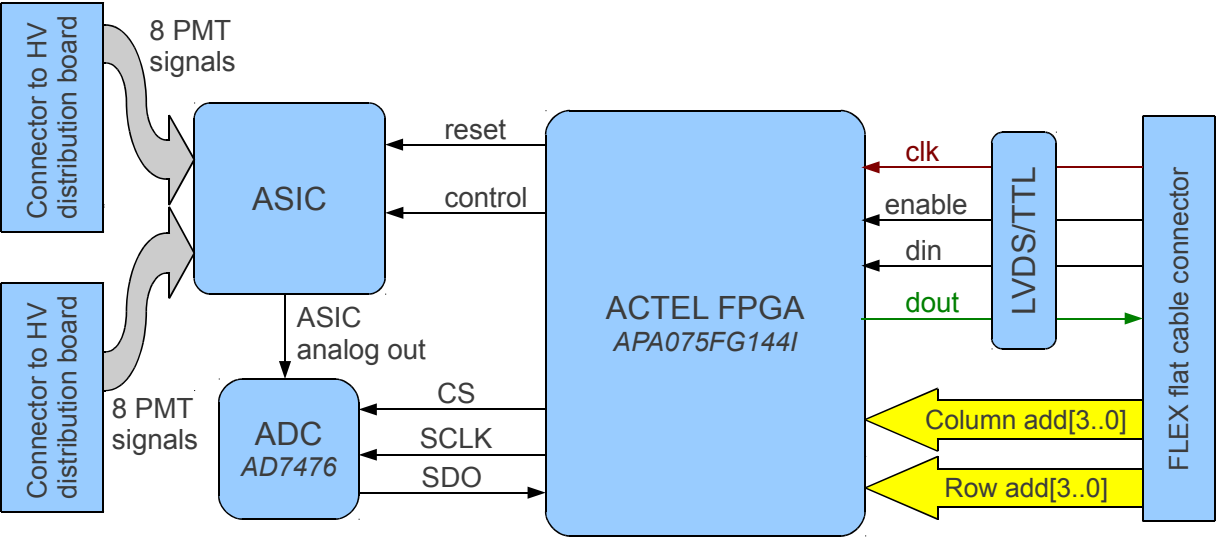 Connector to HV
distribution board
8 PMT
signals
Connector to HV
distribution board
8 PMT
signals
ASIC
ASIC
analog out
ADC
AD7476
reset
control
CS
SCLK
SDO
ACTEL FPGA
APA075FG144I
clk
enable
din
dout
LVDS/TTL
Column add[3..0]
Row add[3..0]
FLEX flat cable connector